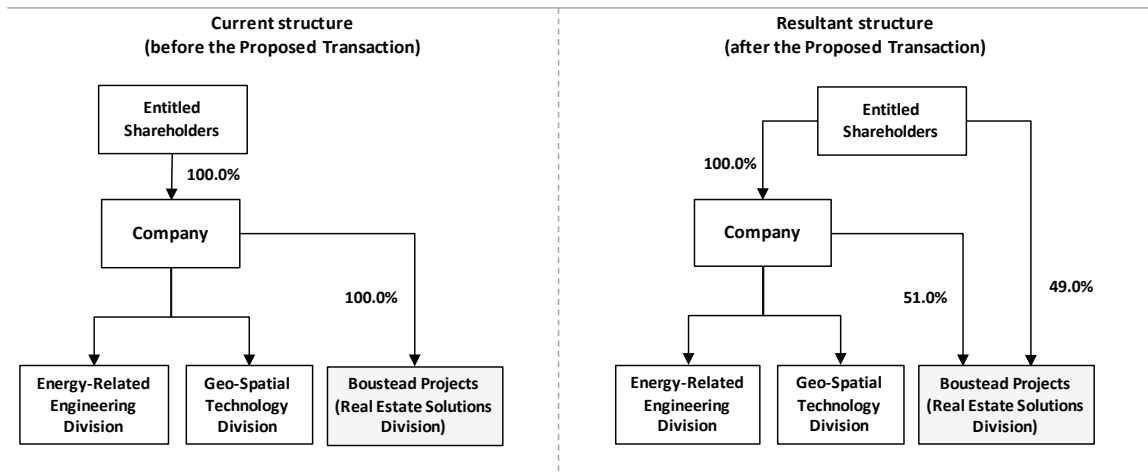 Current structure
(before the Proposed Transaction)
Entitled
Shareholders
100.0%
Company
100.0%
Energy-Related
Engineering
Division
Geo-Spatial
Technology
Division
Boustead Projects
(Real Estate Solutions
Division)
Resultant structure
(after the Proposed Transaction)
Entitled
Shareholders
100.0%
Company
51.0%
49.0%
Energy-Related
Engineering
Division
Geo-Spatial
Technology
Division
Boustead Projects
(Real Estate Solutions
Division)